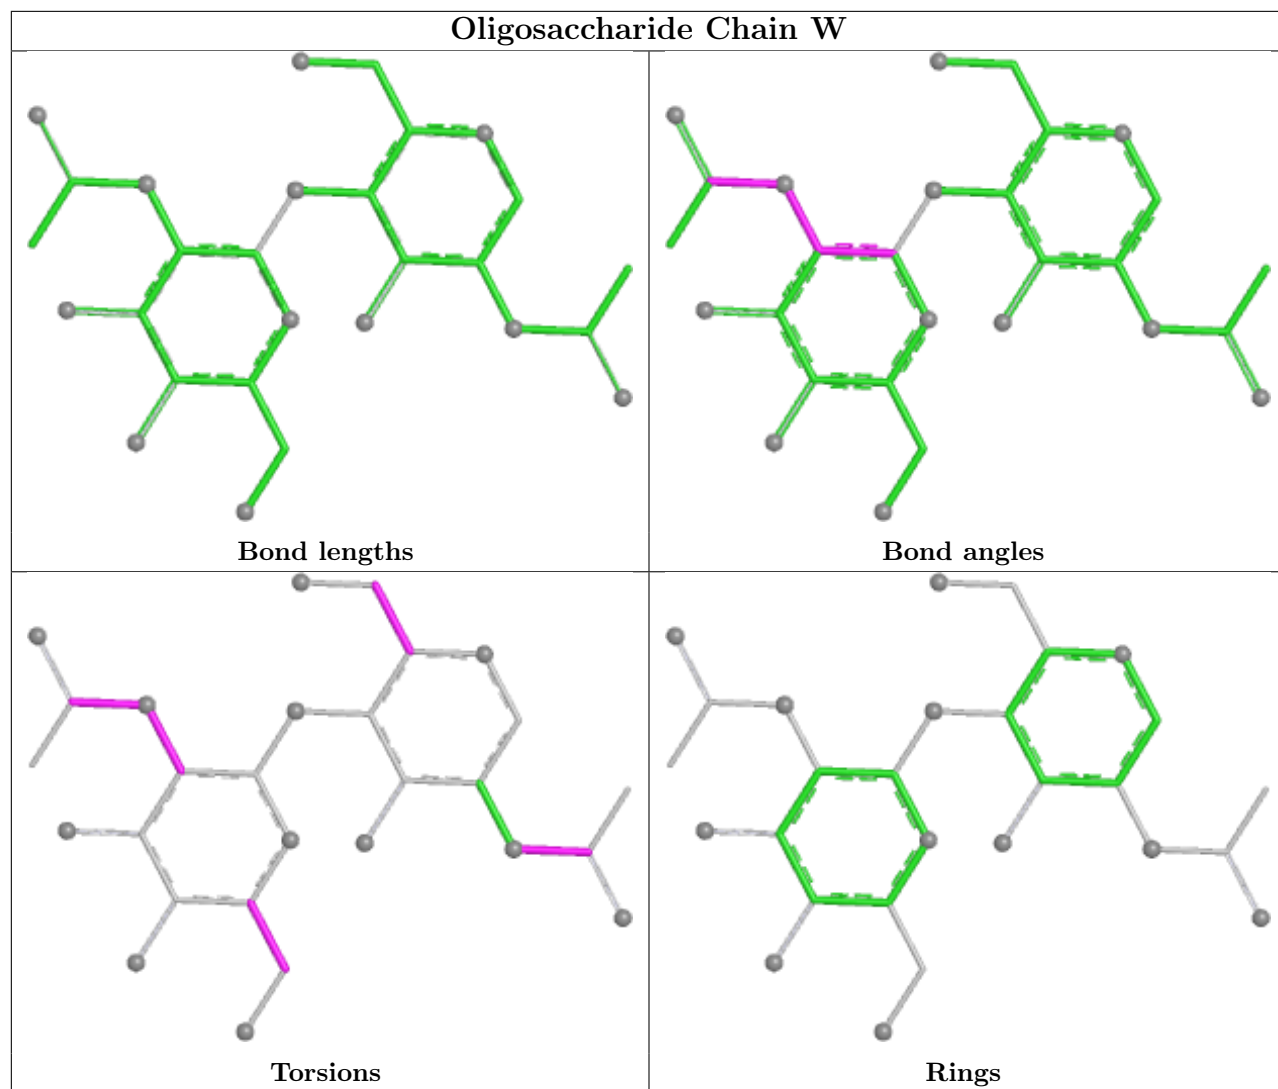 Oligosaccharide Chain W
Bond lengths
Bond angles
Torsions
Rings